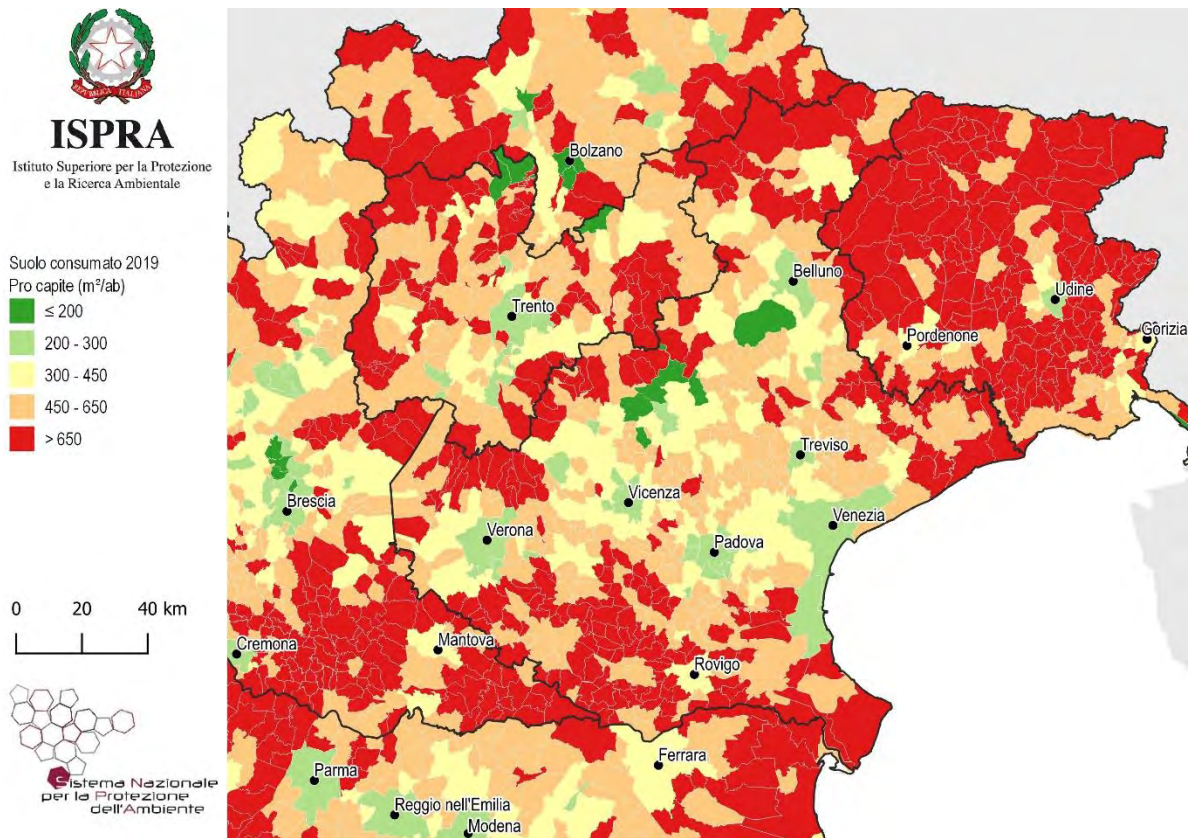 REPVBBLICA ITALIANA
ISPRA
Istituto Superiore per la Protezione
e la Ricerca Ambientale
Suolo consumato 2019
Pro capite (m²/ab)
≤ 200
200 - 300
300 - 450
450 - 650
> 650
0 20 40 km
Sistema Nazionale
per la Protezione
dell'Ambiente
Bolzano
Belluno
Udine
Trento
Pordenone
Gorizia
Treviso
Brescia
Vicenza
Venezia
Verona
Padova
Cremona
Mantova
Rovigo
Ferrara
Parma
Reggio nell'Emilia
Modena